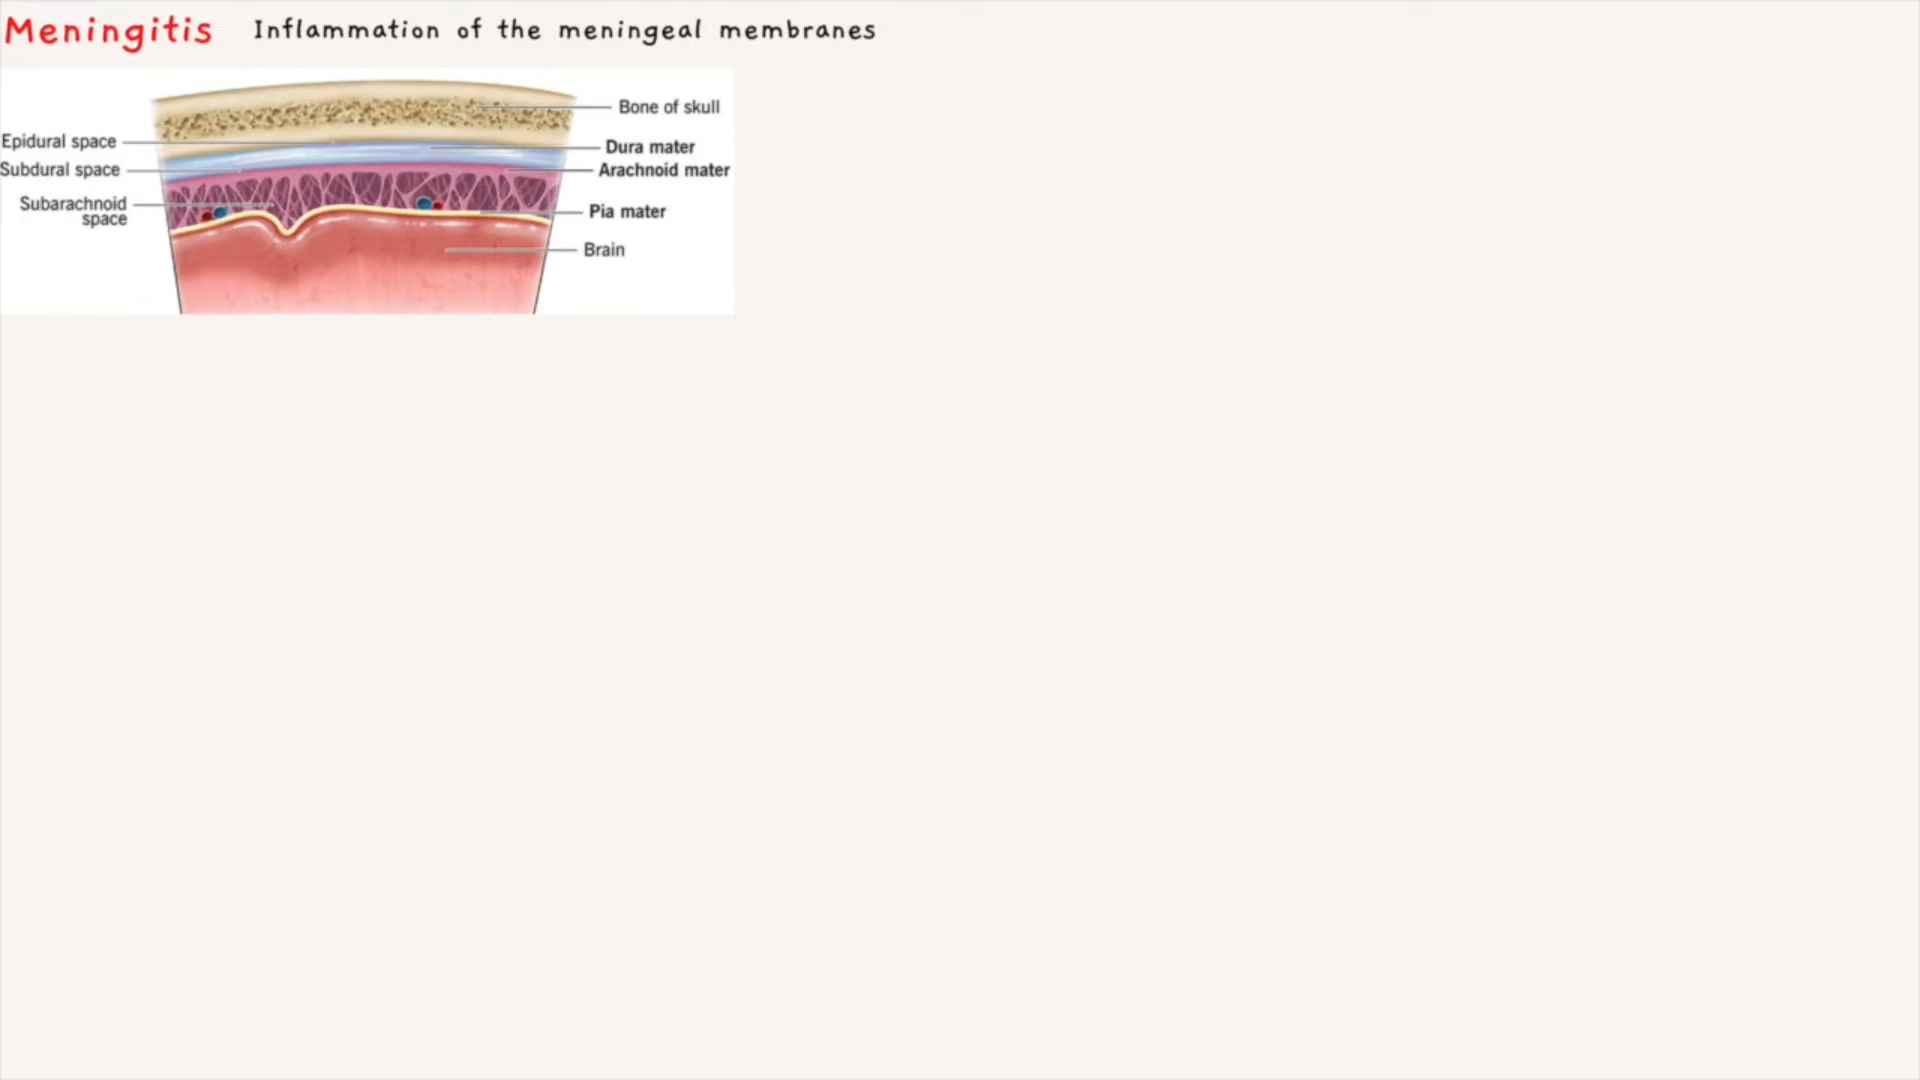 Meningitis Inflammation of the meningeal membranes
Bone of skull
Epidural space
Dura mater
Subdural space
Arachnoid mater
Subarachnoid
space
Pia mater
Brain